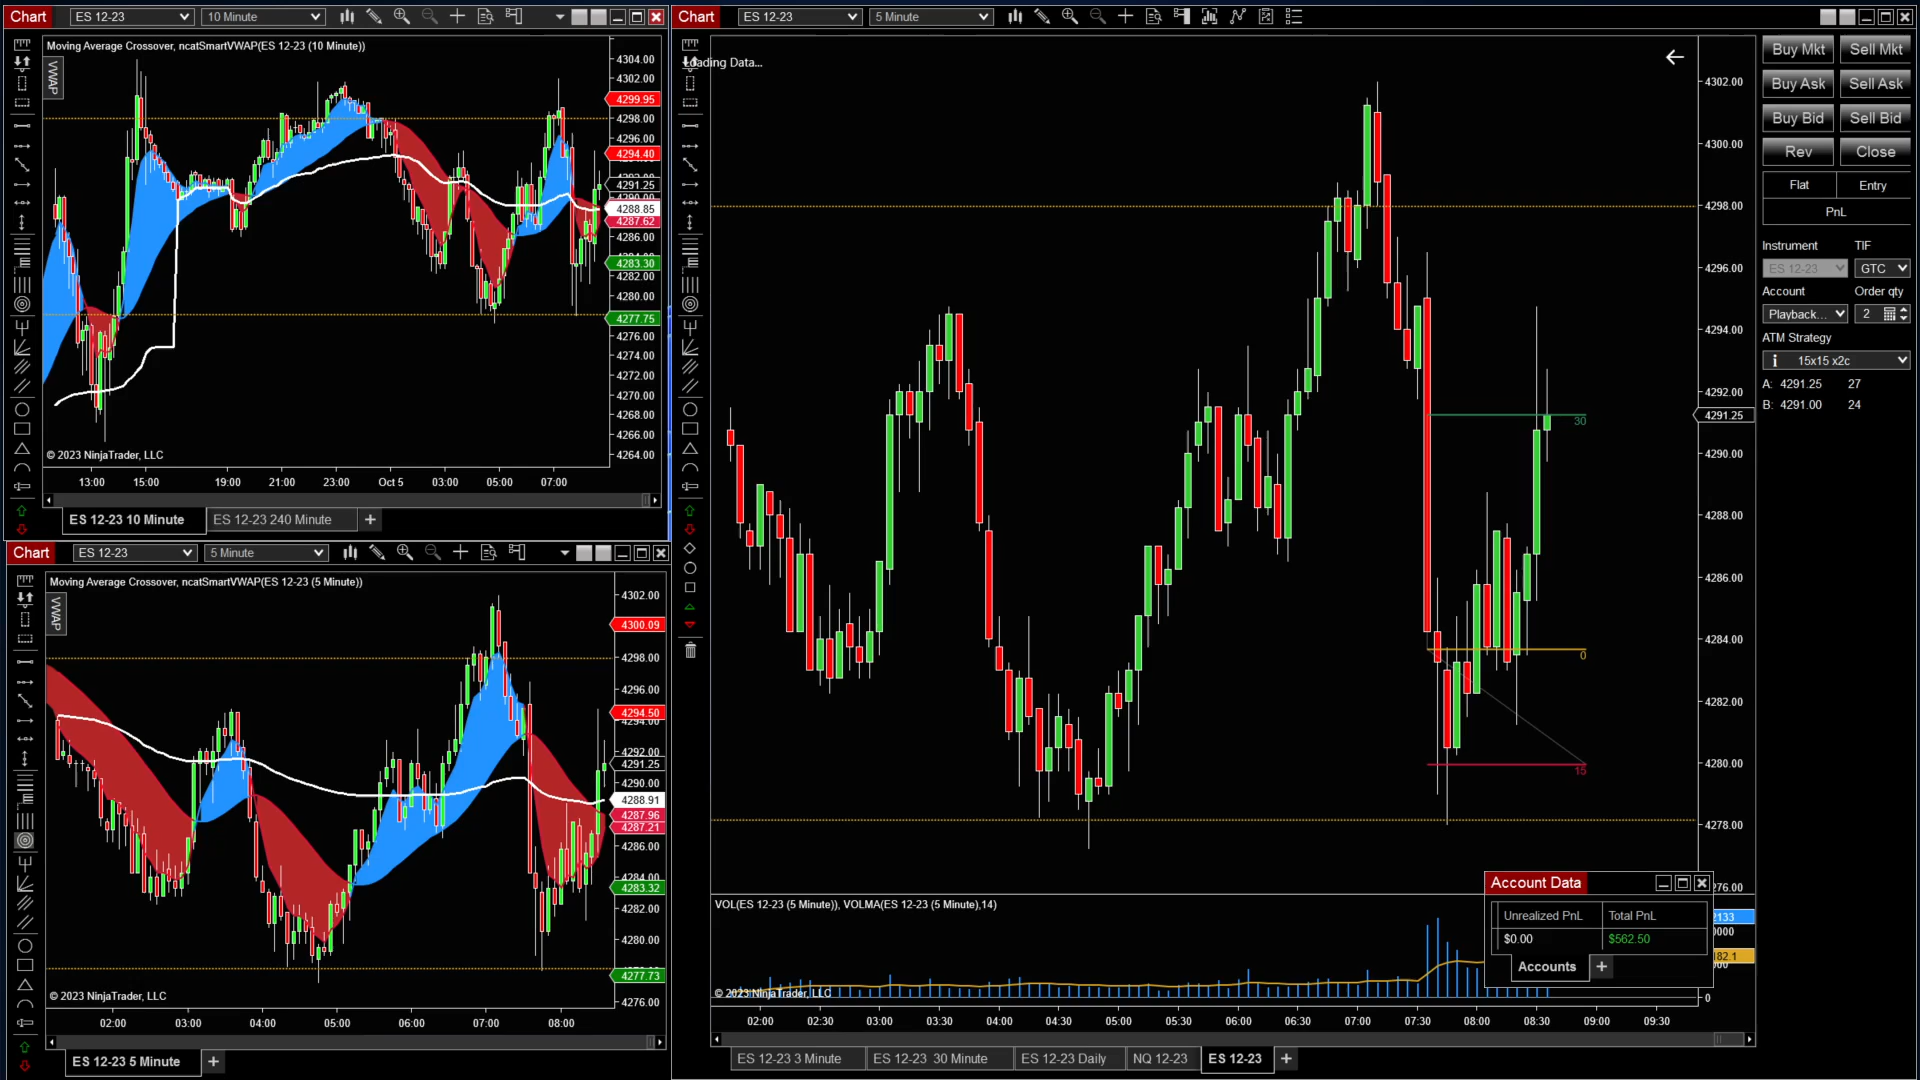 Chart
ES 12-23
10 Minute
Moving Average Crossover, ncatSmartVWAP(ES 12-23 (10 Minute))
VWAP
4304.00
4302.00
4299.95
4298.00
4296.00
4294.40
4291.25
4288.85
4287.62
4286.00
4283.30
4282.00
4280.00
4277.75
4276.00
4274.00
4272.00
4270.00
4268.00
4266.00
4264.00
© 2023 NinjaTrader, LLC
13:00 15:00 19:00 21:00 23:00 Oct 5 03:00 05:00 07:00
ES 12-23 10 Minute
ES 12-23 240 Minute
+
Chart
ES 12-23
5 Minute
Moving Average Crossover, ncatSmartVWAP(ES 12-23 (5 Minute))
VWAP
4302.00
4300.09
4298.00
4296.00
4294.50
4294.00
4292.00
4291.25
4290.00
4288.91
4287.96
4287.21
4286.00
4284.00
4283.32
4282.00
4280.00
4277.73
4276.00
© 2023 NinjaTrader, LLC
02:00 03:00 04:00 05:00 06:00 07:00 08:00
ES 12-23 5 Minute
+
Chart
ES 12-23
5 Minute
Loading Data...
4302.00
4300.00
4298.00
4296.00
4294.00
4292.00
4291.25
30
4290.00
4288.00
4286.00
4284.00
0
4282.00
4280.00
15
4278.00
VOL(ES 12-23 (5 Minute)), VOLMA(ES 12-23 (5 Minute),14)
0
© 2023 NinjaTrader, LLC
02:00 02:30 03:00 03:30 04:00 04:30 05:00 05:30 06:00 06:30 07:00 07:30 08:00 08:30 09:00 09:30
ES 12-23 3 Minute
ES 12-23 30 Minute
ES 12-23 Daily
NQ 12-23
ES 12-23
+
Account Data
Unrealized PnL Total PnL
$0.00 $562.50
Accounts
+
Buy Mkt Sell Mkt
Buy Ask Sell Ask
Buy Bid Sell Bid
Rev Close
Flat Entry
PnL
Instrument TIF
ES 12-23 GTC
Account Order qty
Playback... 2
ATM Strategy
i 15x15 x2c
A: 4291.25 27
B: 4291.00 24